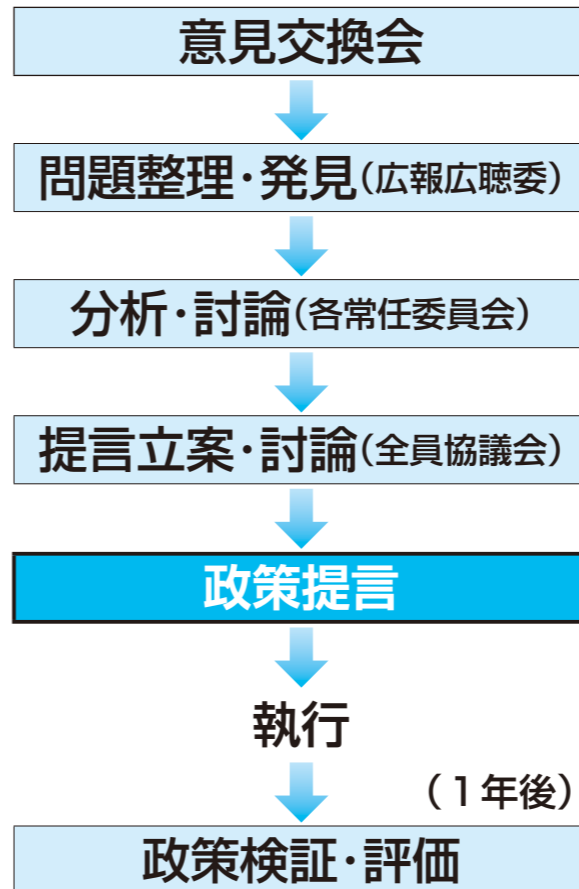 意見交換会
問題整理・発見（広報広聴委）
分析・討論（各常任委員会）
提言立案・討論（全員協議会）
政策提言
執行
（１年後）
政策検証・評価